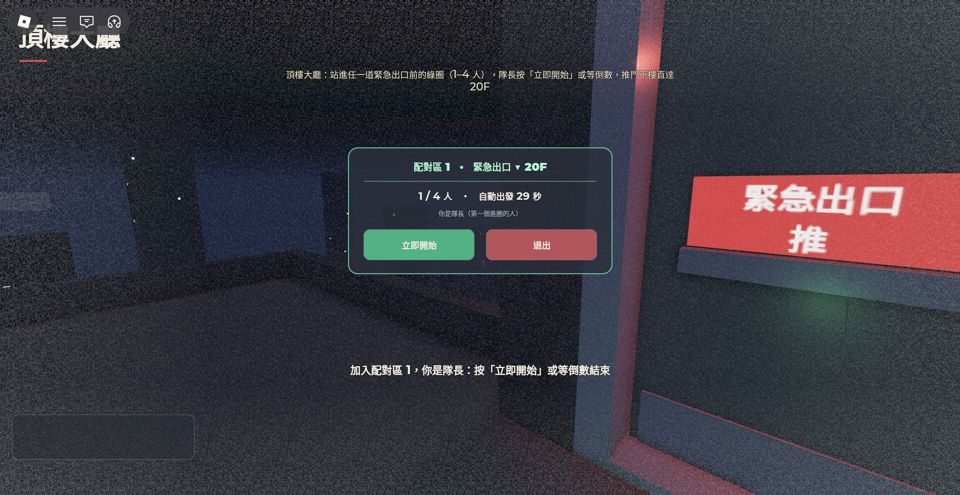 頂樓大廳
頂樓大廳：站進任一道緊急出口前的綠圈（1–4 人），隊長按「立即開始」或等倒數，推門下樓直達
20F
配對區 1 • 緊急出口 ▼ 20F
1 / 4 人 • 自動出發 29 秒
你是隊長（第一個進圈的人）
立即開始
退出
緊急出口
推
加入配對區 1，你是隊長：按「立即開始」或等倒數結束